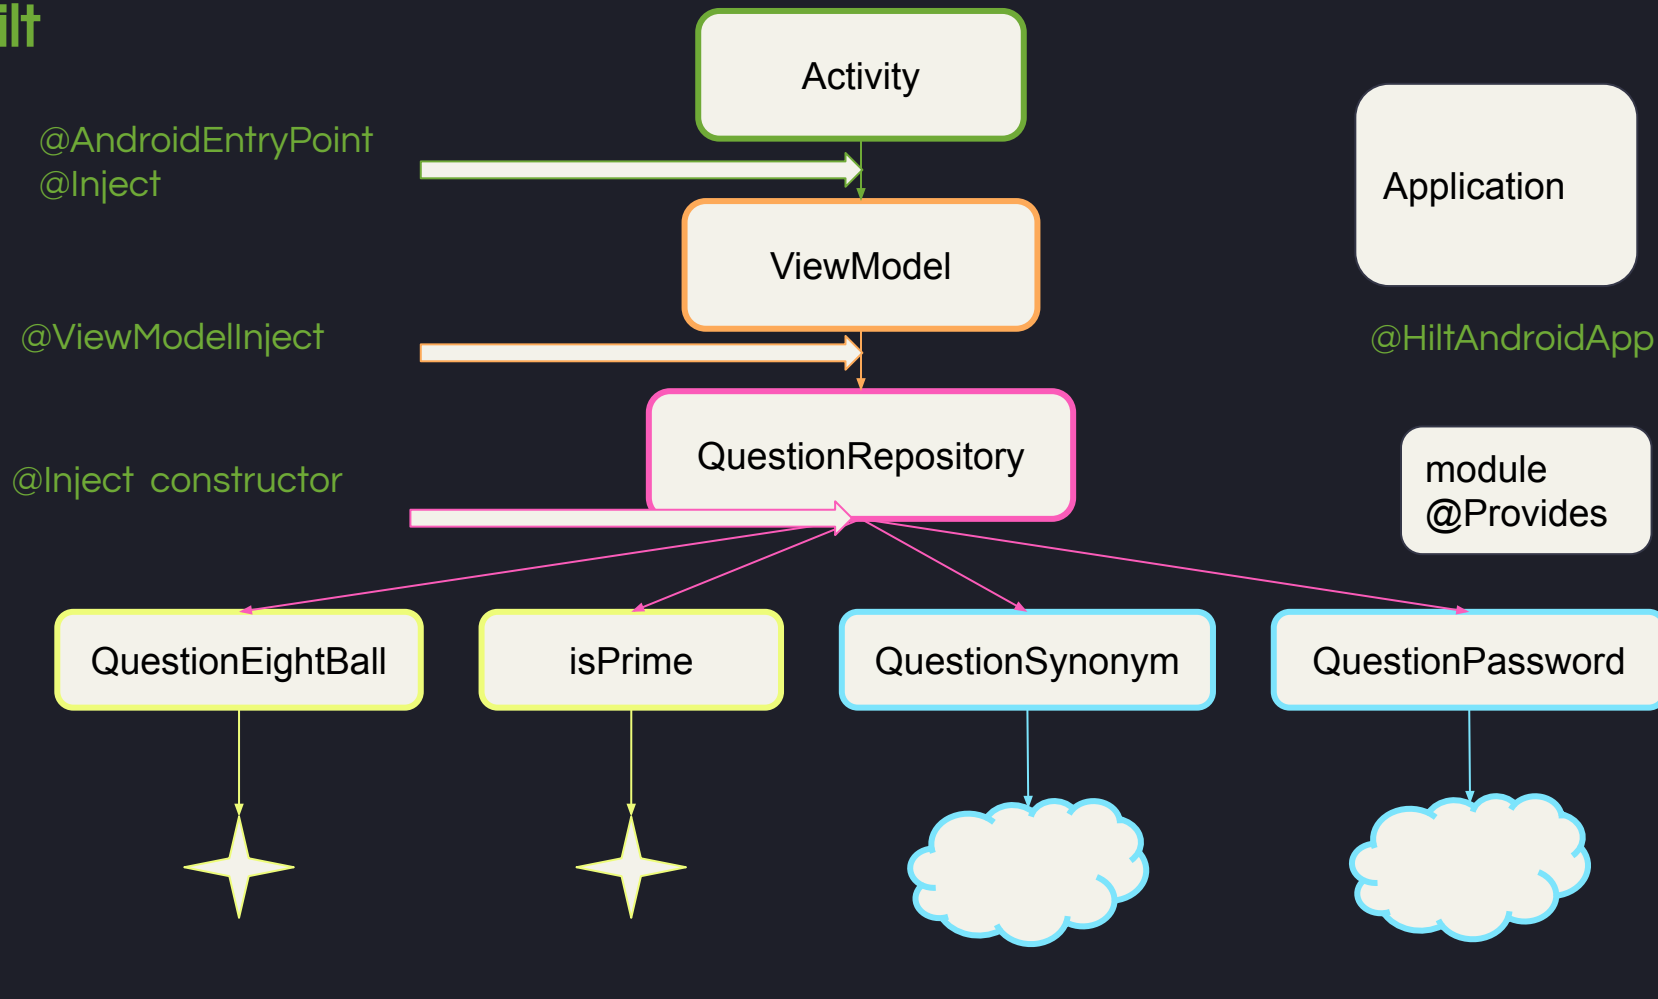 ilt
Activity
@AndroidEntryPoint
@Inject
Application
ViewModel
@ViewModelInject
@HiltAndroidApp
QuestionRepository
@Inject constructor
module
@Provides
QuestionEightBall
isPrime
QuestionSynonym
QuestionPassword